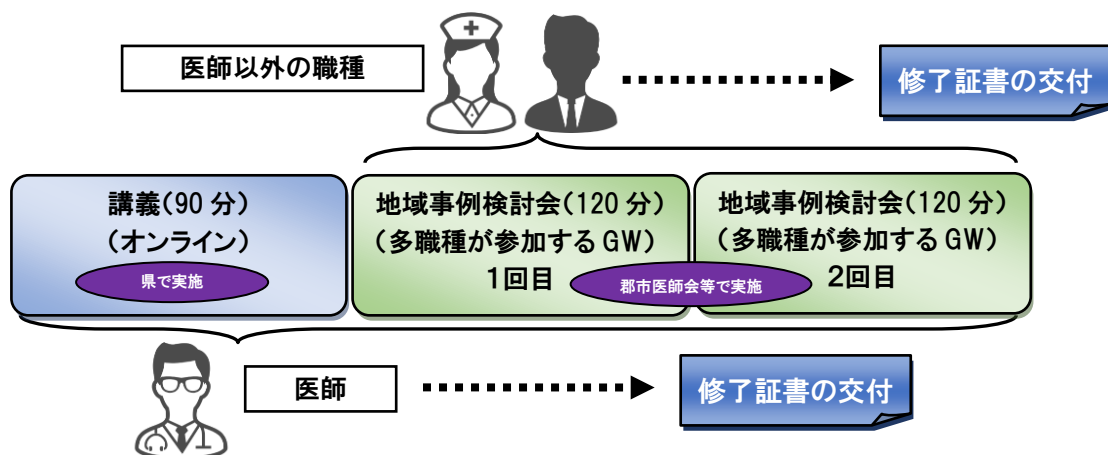 医師以外の職種
修了証書の交付
講義(90分)
(オンライン)
県で実施
地域事例検討会(120分)
(多職種が参加するGW)
1回目
郡市医師会等で実施
地域事例検討会(120分)
(多職種が参加するGW)
2回目
医師
修了証書の交付